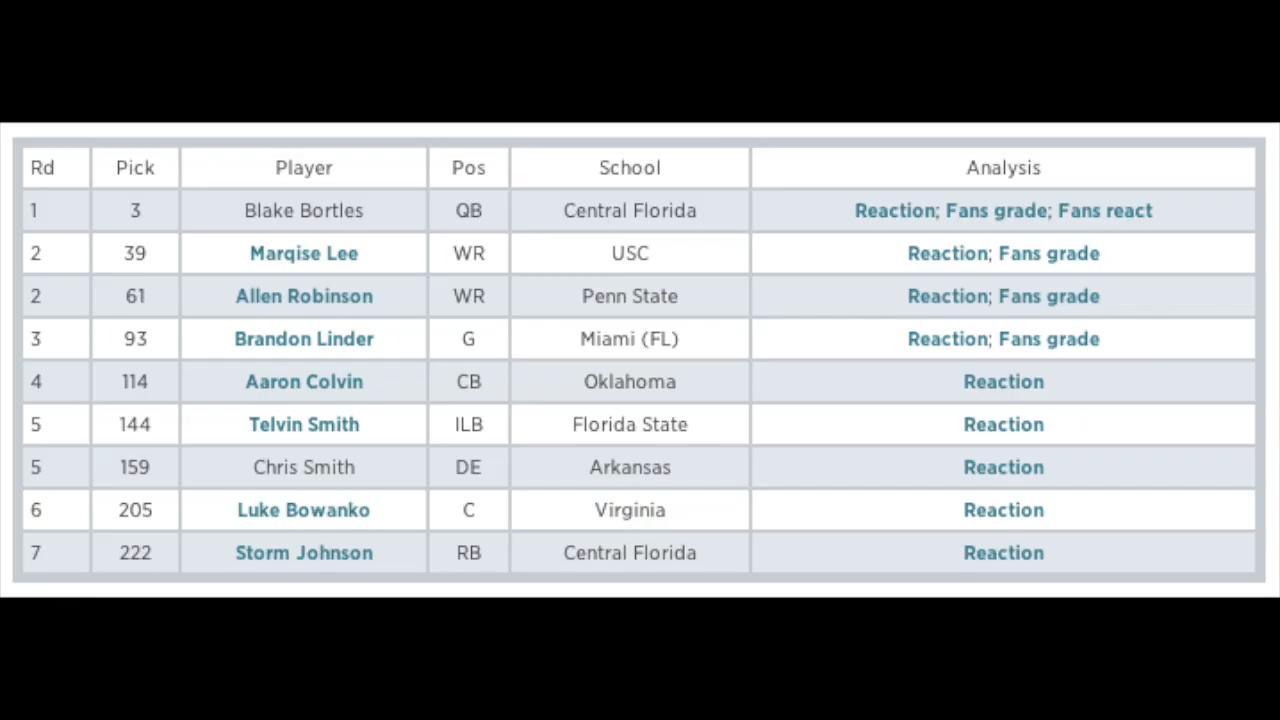 Rd Pick Player Pos School Analysis
1 3 Blake Bortles QB Central Florida Reaction; Fans grade; Fans react
2 39 Marqise Lee WR USC Reaction; Fans grade
2 61 Allen Robinson WR Penn State Reaction; Fans grade
3 93 Brandon Linder G Miami (FL) Reaction; Fans grade
4 114 Aaron Colvin CB Oklahoma Reaction
5 144 Telvin Smith ILB Florida State Reaction
5 159 Chris Smith DE Arkansas Reaction
6 205 Luke Bowanko C Virginia Reaction
7 222 Storm Johnson RB Central Florida Reaction